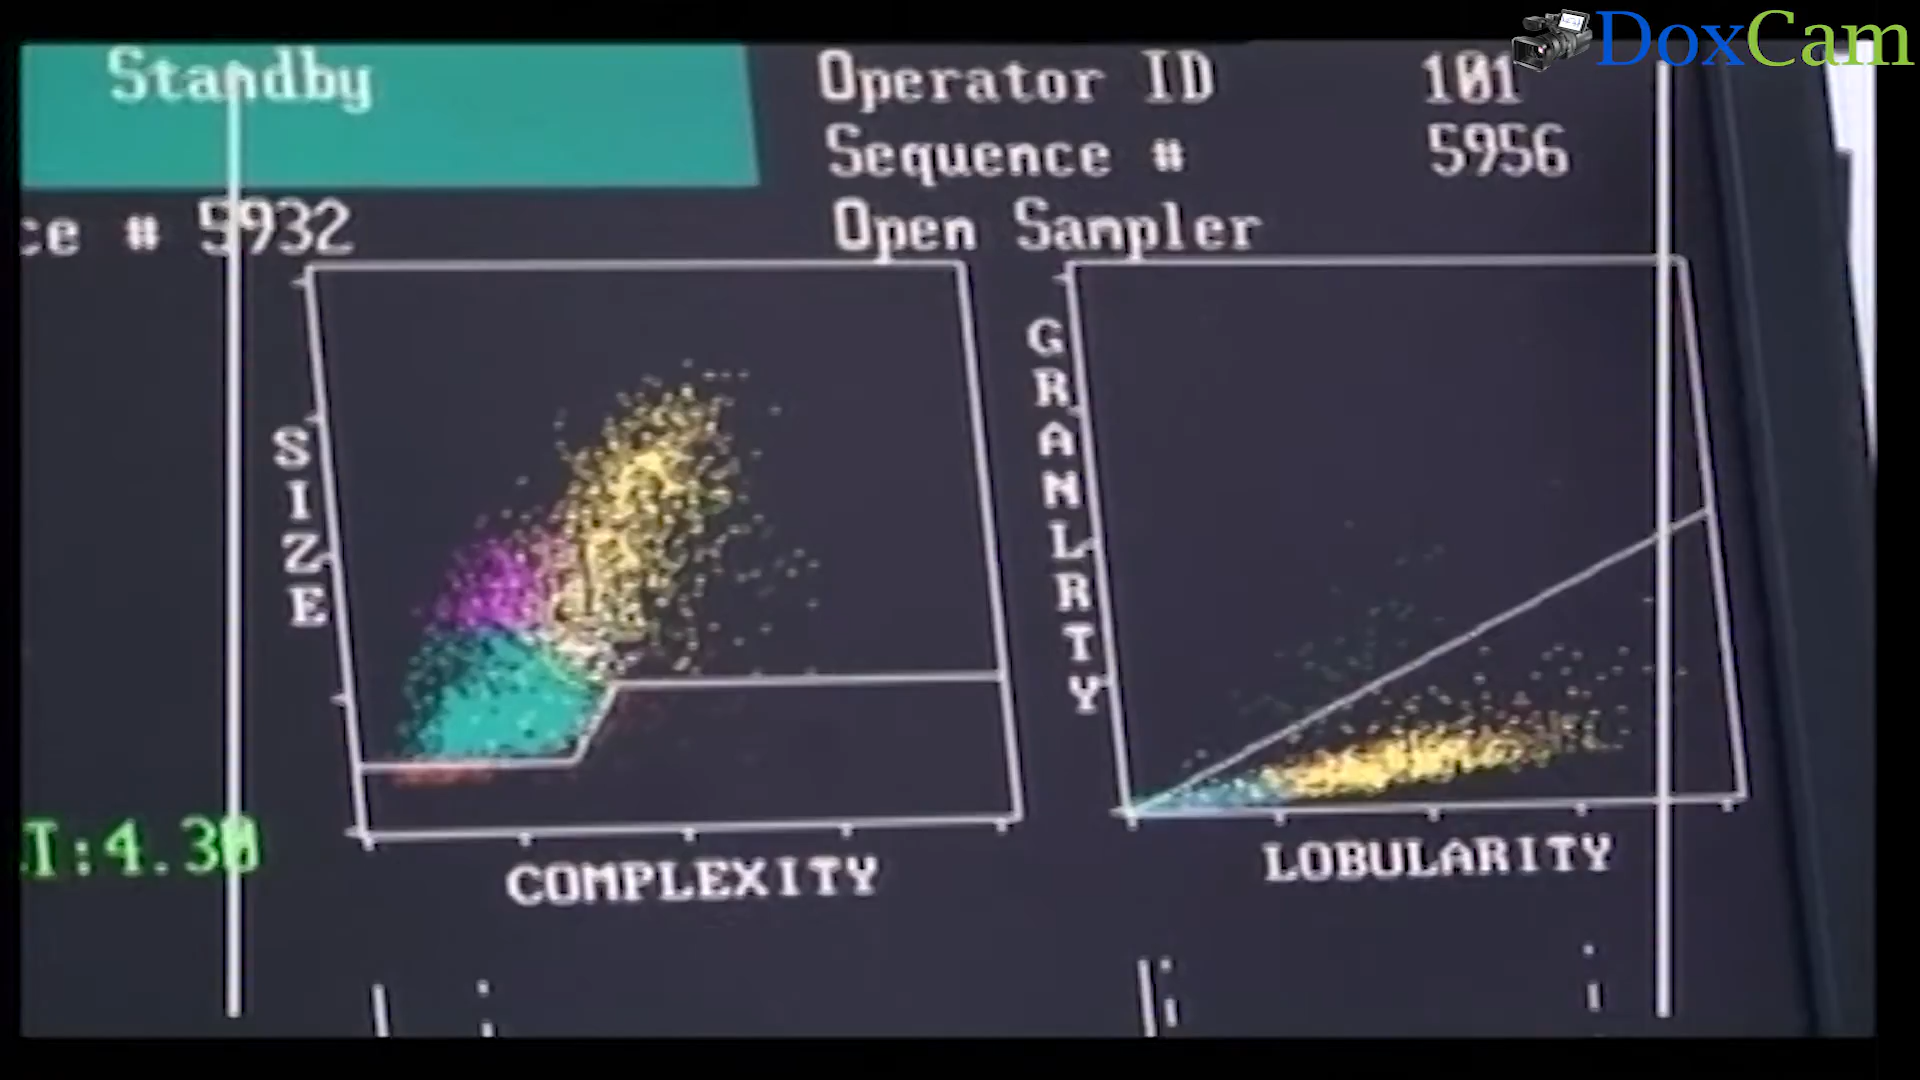 DoxCam
Standby
Operator ID 101
Sequence # 5956
ce # 5932
Open Sampler
SIZE
GRANLRTY
T:4.30
COMPLEXITY
LOBULARITY